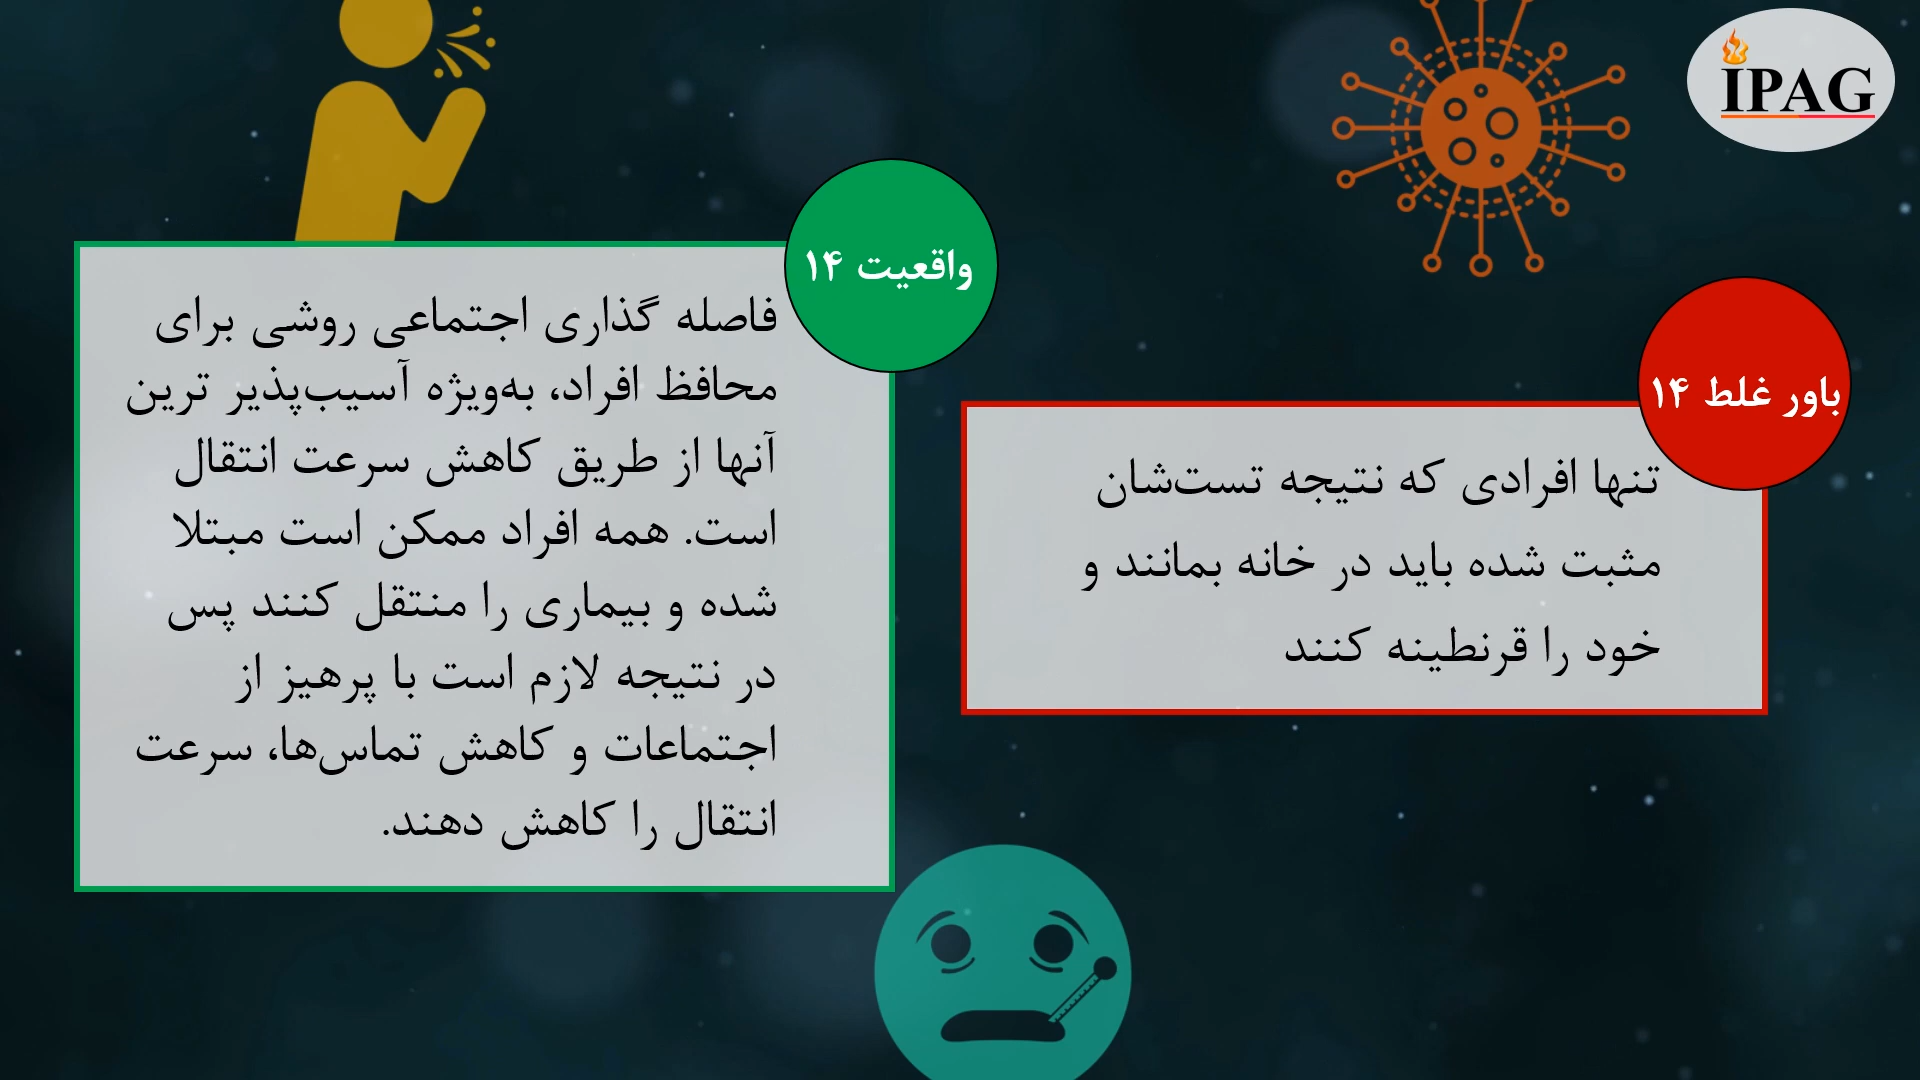 IPAG
باور غلط ۱۴
تنها افرادی که نتیجه تست‌شان
مثبت شده باید در خانه بمانند و
خود را قرنطینه کنند
واقعیت ۱۴
فاصله گذاری اجتماعی روشی برای
محافظ افراد، به‌ویژه آسیب‌پذیر ترین
آنها از طریق کاهش سرعت انتقال
است. همه افراد ممکن است مبتلا
شده و بیماری را منتقل کنند پس
در نتیجه لازم است با پرهیز از
اجتماعات و کاهش تماس‌ها، سرعت
انتقال را کاهش دهند.